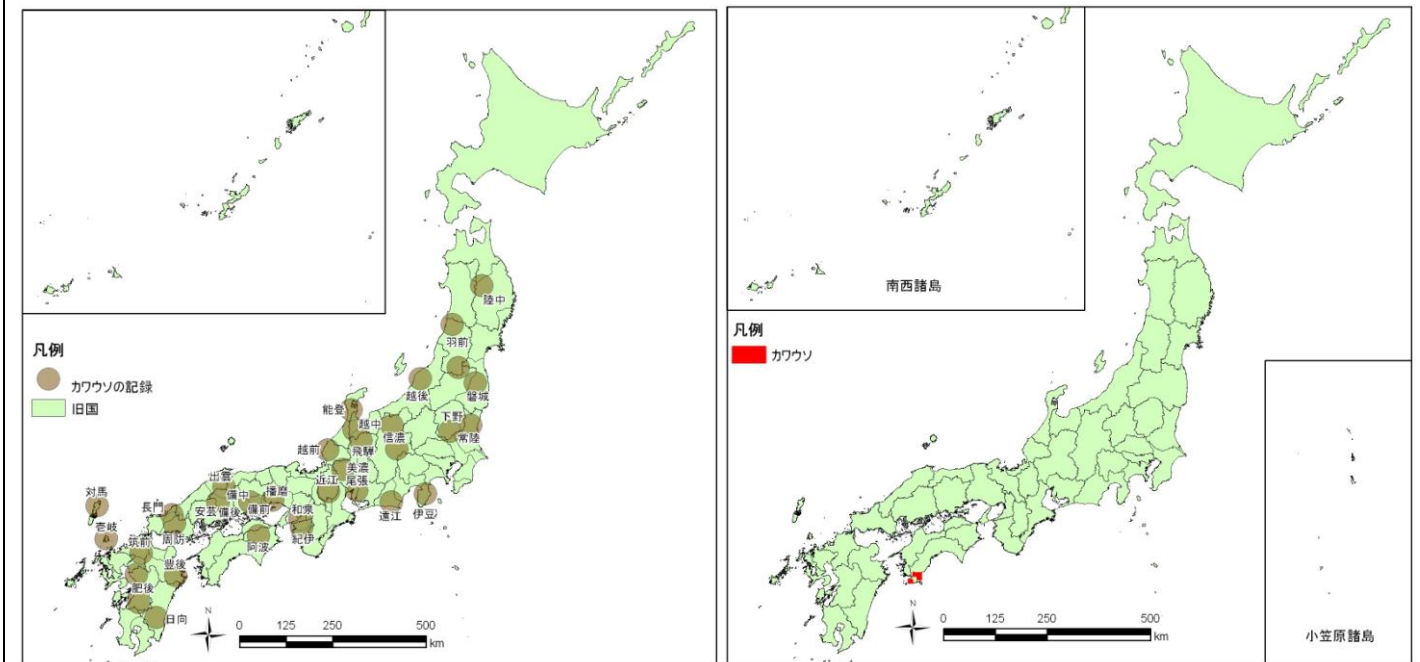 凡例
カワウソの記録
旧国
陸中
羽前
越後
磐城
能登
下野
越中
信濃
常陸
越前
飛騨
美濃
出雲
近江
尾張
対馬
備中
播磨
長門
安芸
備後
備前
和泉
遠江
伊豆
壱岐
筑前
周防
阿波
紀伊
豊後
肥後
日向
N
0 125 250 500
km
南西諸島
凡例
カワウソ
N
0 125 250 500
km
小笠原諸島